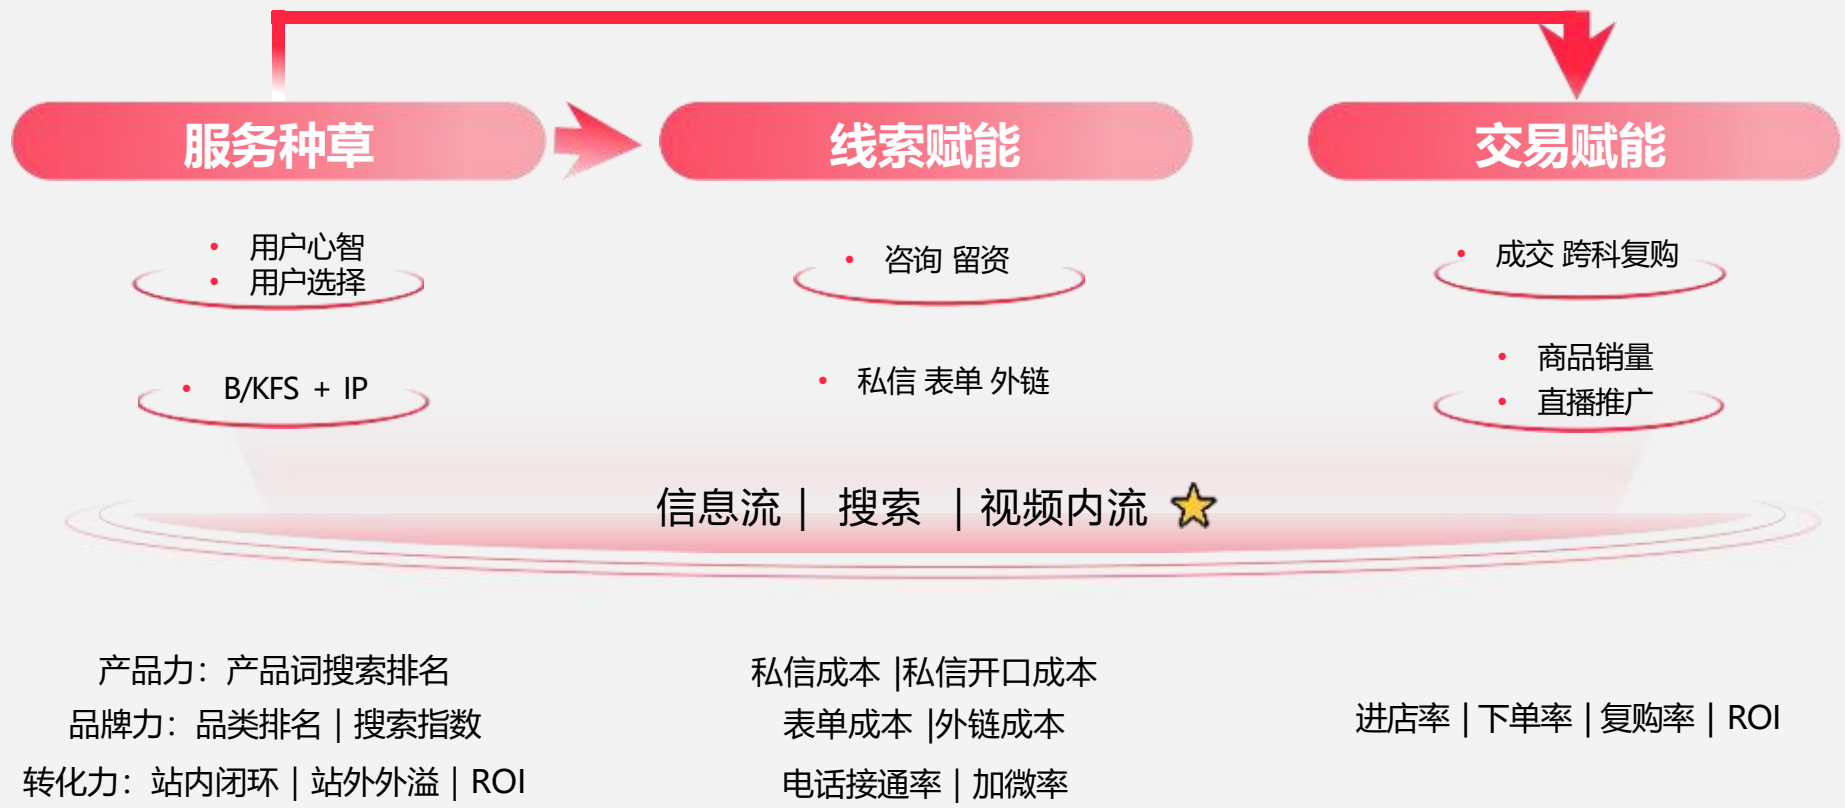 服务种草
线索赋能
交易赋能
• 用户心智
• 用户选择
• 咨询 留资
• 成交 跨科复购
• B/KFS + IP
• 私信 表单 外链
• 商品销量
• 直播推广
信息流 | 搜索 | 视频内流
产品力：产品词搜索排名
品牌力：品类排名 | 搜索指数
转化力：站内闭环 | 站外外溢 | ROI
私信成本 |私信开口成本
表单成本 |外链成本
电话接通率 | 加微率
进店率 | 下单率 | 复购率 | ROI